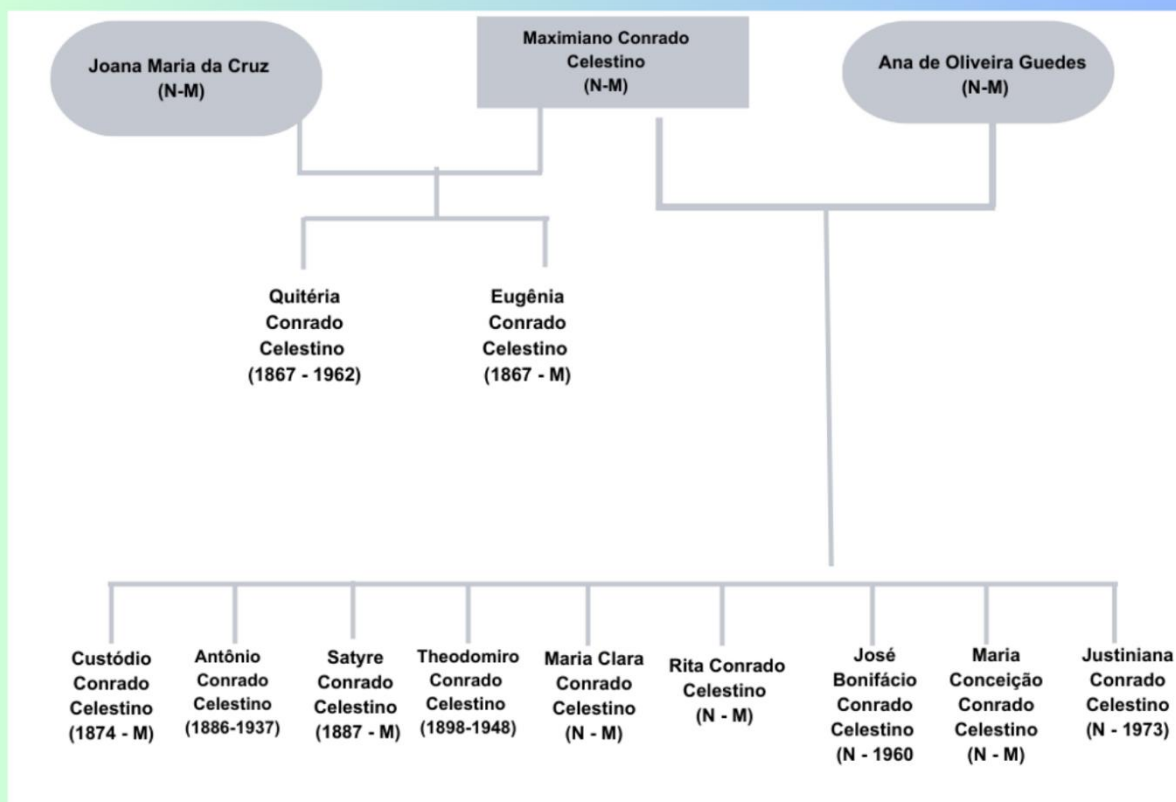 Joana Maria da Cruz
(N-M)
Maximiano Conrado
Celestino
(N-M)
Ana de Oliveira Guedes
(N-M)
Quitéria
Conrado
Celestino
(1867 - 1962)
Eugênia
Conrado
Celestino
(1867 - M)
Custódio
Conrado
Celestino
(1874 - M)
Antônio
Conrado
Celestino
(1886-1937)
Satyre
Conrado
Celestino
(1887 - M)
Theodomiro
Conrado
Celestino
(1898-1948)
Maria Clara
Conrado
Celestino
(N - M)
Rita Conrado
Celestino
(N - M)
José
Bonifácio
Conrado
Celestino
(N - 1960
Maria
Conceição
Conrado
Celestino
(N - M)
Justiniana
Conrado
Celestino
(N - 1973)